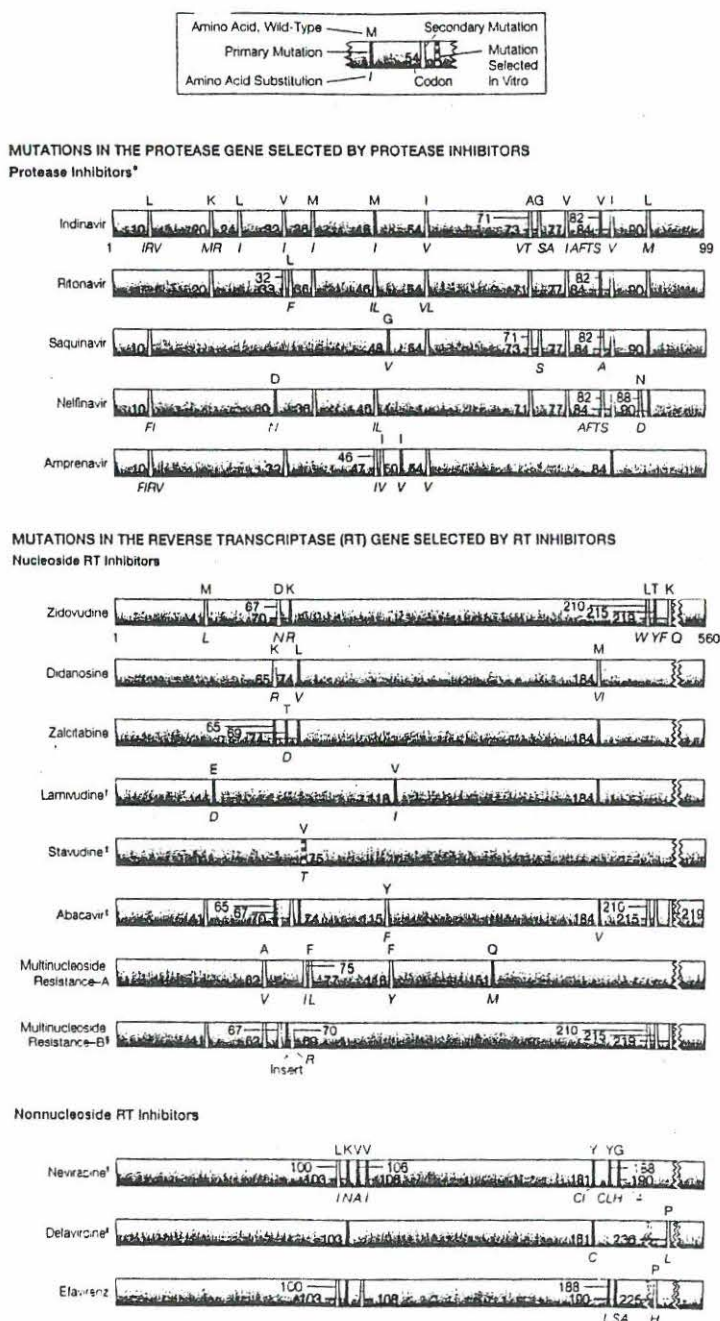 Amino Acid, Wild-Type M Secondary Mutation
Primary Mutation 54 Mutation Selected In Vitro
Amino Acid Substitution I Codon
MUTATIONS IN THE PROTEASE GENE SELECTED BY PROTEASE INHIBITORS
Protease Inhibitors*
L K L V M M I AG V V I L
71 82
Indinavir 10 20 24 32 36 46 54 73 77 84 90
1 IRV MR I I I I V VT SA I AFTS V M 99
L
32 82
Ritonavir 33 36 46 54 71 77 84 90
20
F IL VL
G
71 82
Saquinavir 10 48 54 73 77 84 90
V S A
D N
82 88
Nelfinavir 10 30 36 46 71 77 84 90
FI N IL AFTS D
I I
46
Amprenavir 10 32 47 50 54 84
FIRV IV V V
MUTATIONS IN THE REVERSE TRANSCRIPTASE (RT) GENE SELECTED BY RT INHIBITORS
Nucleoside RT Inhibitors
M D K LT K
67 210
Zidovudine 70 215 219
1 L N R W YF Q 560
K L M
Didanosine 65 74 184
R V VI
T
65
Zalcitabine 69 74 184
D
E V
Lamivudine† 118 184
D I
V
Stavudine‡ 75
T
Y
65 210
Abacavir‡ 41 67 70 74 115 184 215 219
F V
A F F Q
75
Multinucleoside Resistance–A 62 77 116 151
V IL Y M
67 70 210
Multinucleoside Resistance–B§ 62 69 215 219
Insert R
Nonnucleoside RT Inhibitors
LKVV Y YG
100 106 188
Nevirapine 103 108 181 190
INA I CI CLH A
P
Delavirdine 103 181 236
C L
P
100 188
Efavirenz 103 108 190 225
LSA H